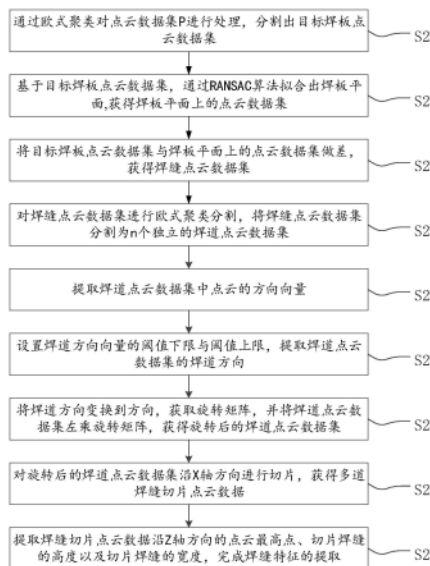 通过欧式聚类对点云数据集P进行处理，分割出目标焊板点
云数据集
S2
基于目标焊板点云数据集，通过RANSAC算法拟合出焊板平
面,获得焊板平面上的点云数据集
S2
将目标焊板点云数据集与焊板平面上的点云数据集做差，
获得焊缝点云数据集
S2
对焊缝点云数据集进行欧式聚类分割，将焊缝点云数据集
分割为n个独立的焊道点云数据集
S2
提取焊道点云数据集中点云的方向向量
S2
设置焊道方向向量的阈值下限与阈值上限，提取焊道点云
数据集的焊道方向
S2
将焊道方向变换到方向，获取旋转矩阵，并将焊道点云数
据集左乘旋转矩阵，获得旋转后的焊道点云数据集
S2
对旋转后的焊道点云数据集沿X轴方向进行切片，获得多道
焊缝切片点云数据
S2
提取焊缝切片点云数据沿Z轴方向的点云最高点、切片焊缝
的高度以及切片焊缝的宽度，完成焊缝特征的提取
S2